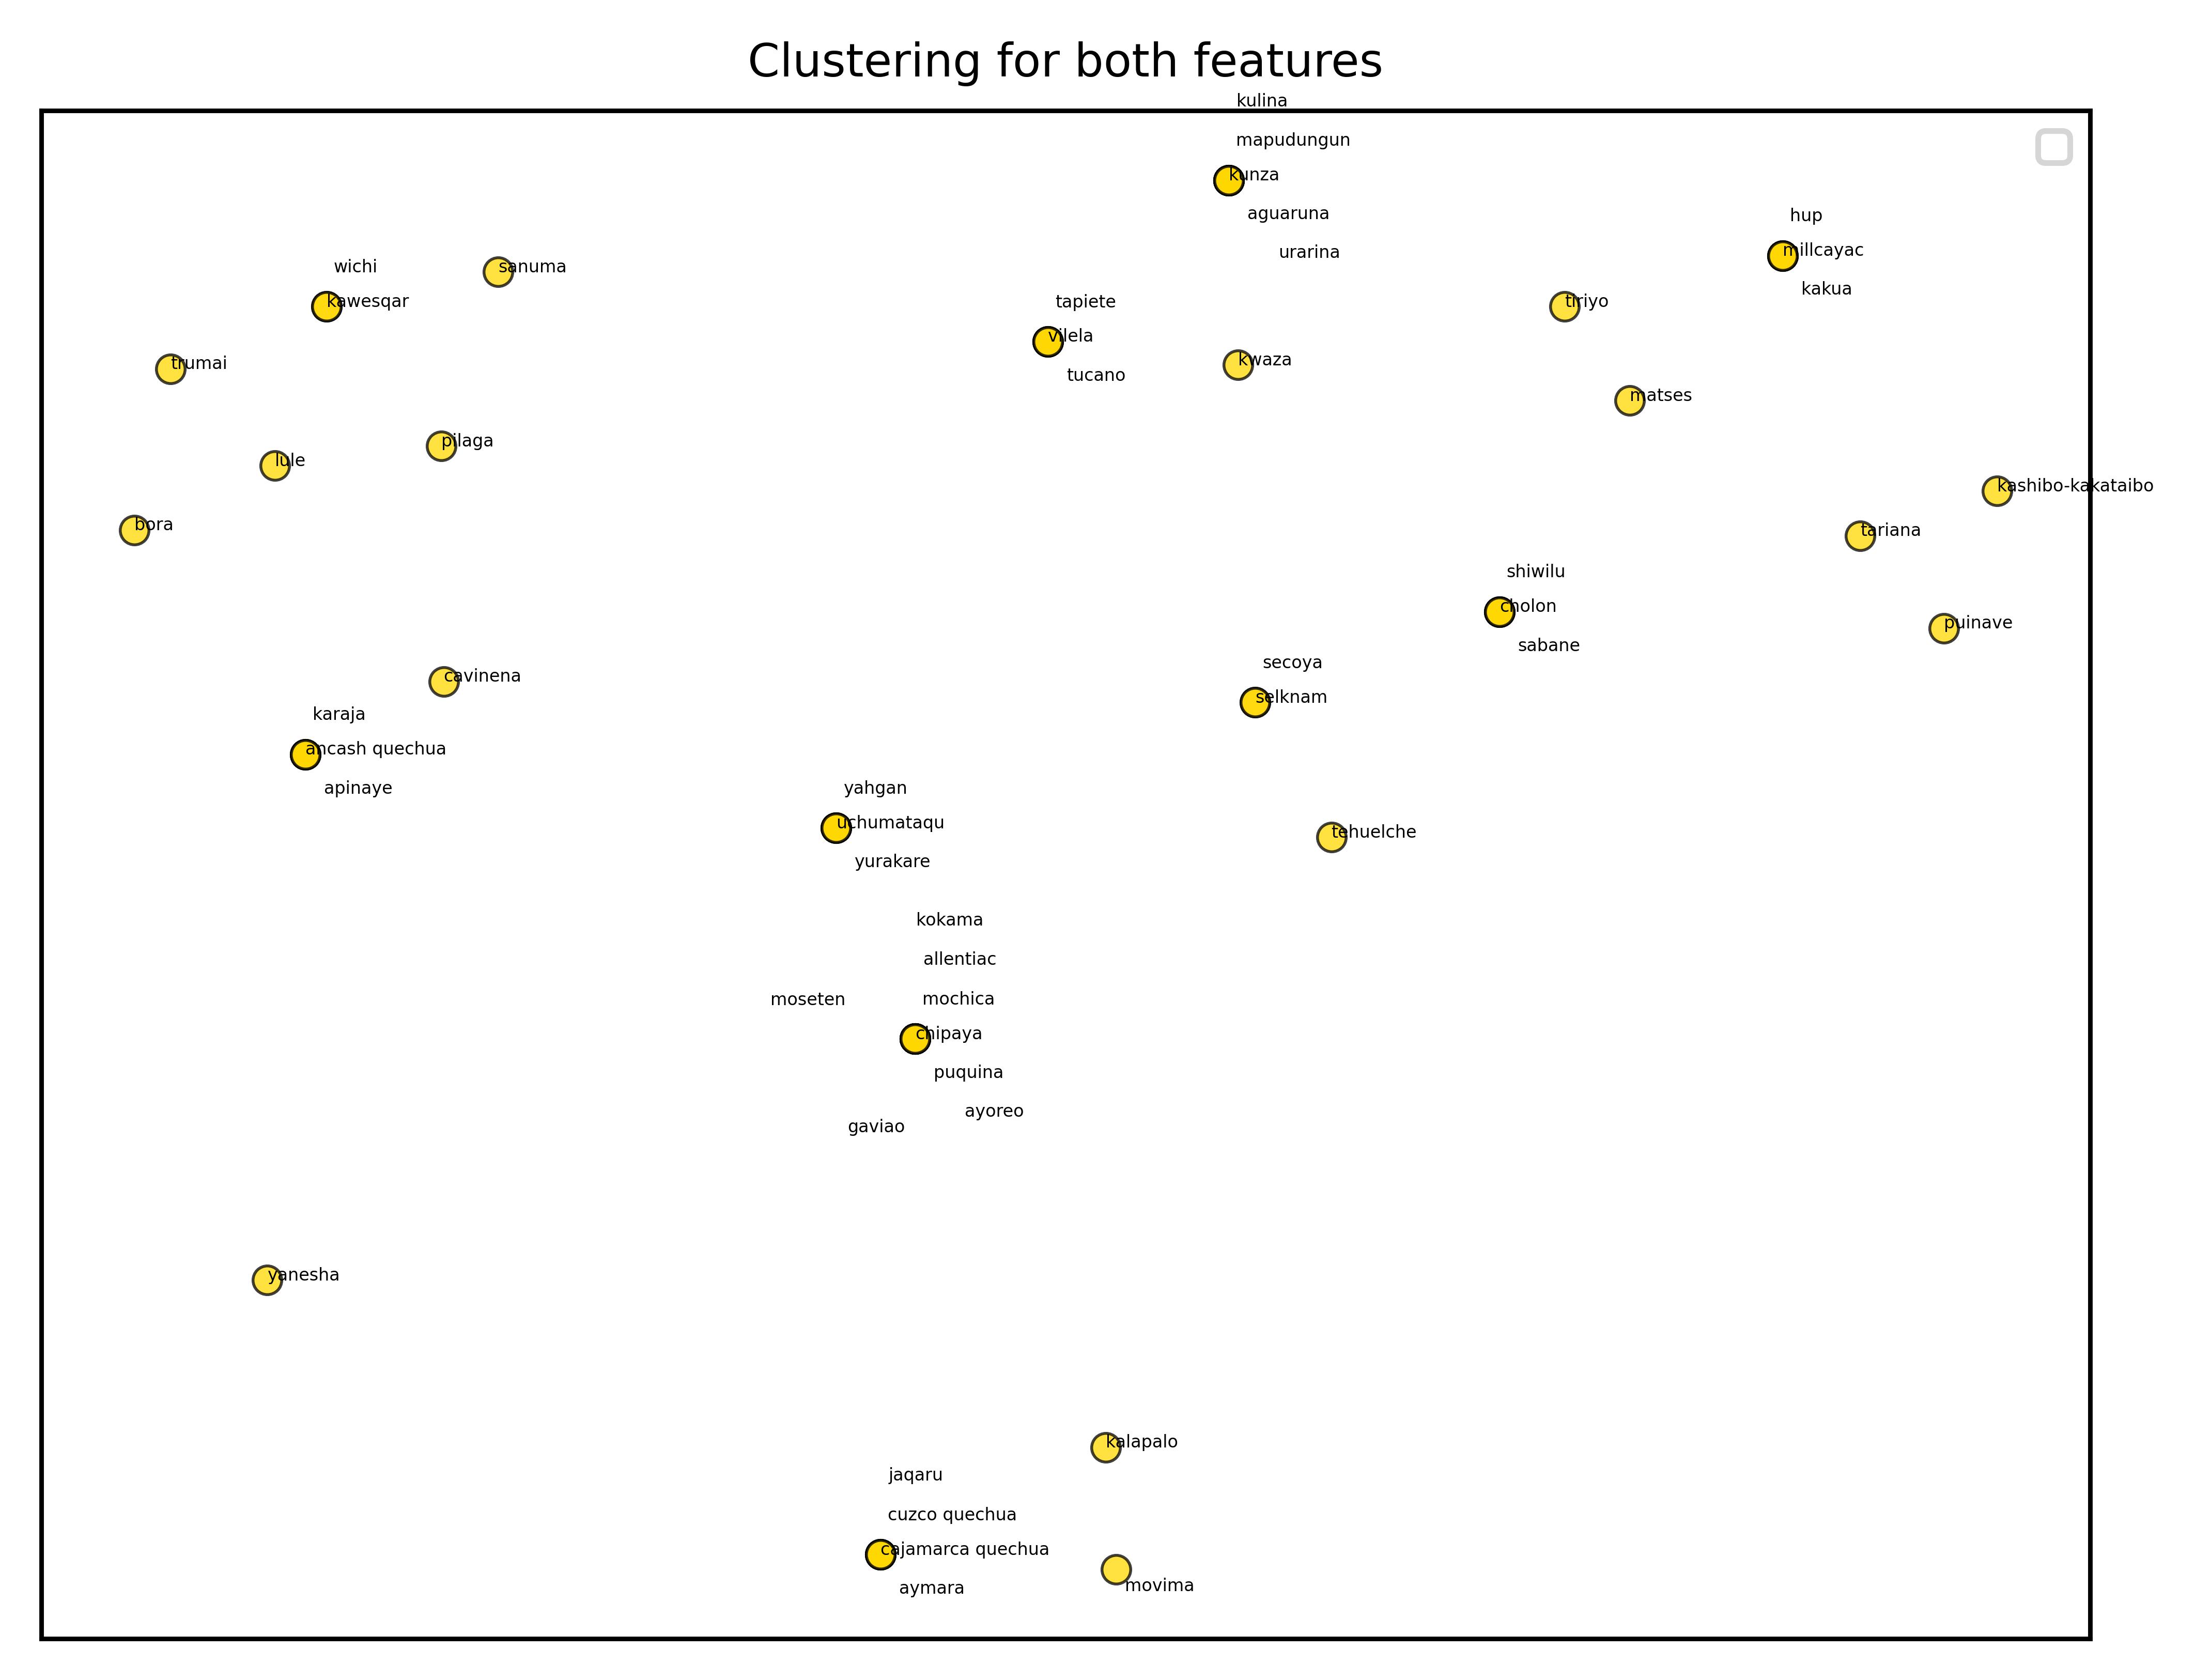 Clustering for both features
kulina
mapudungun
kunza
aguaruna
urarina
hup
millcayac
kakua
wichi
sanuma
kawesqar
tapiete
tiriyo
vilela
kwaza
trumai
tucano
matses
pilaga
lule
kashibo-kakataibo
bora
tariana
shiwilu
cholon
puinave
sabane
secoya
cavinena
selknam
karaja
ancash quechua
apinaye
yahgan
uchumataqu
tehuelche
yurakare
kokama
allentiac
moseten
mochica
chipaya
puquina
ayoreo
gaviao
yanesha
kalapalo
jaqaru
cuzco quechua
cajamarca quechua
movima
aymara